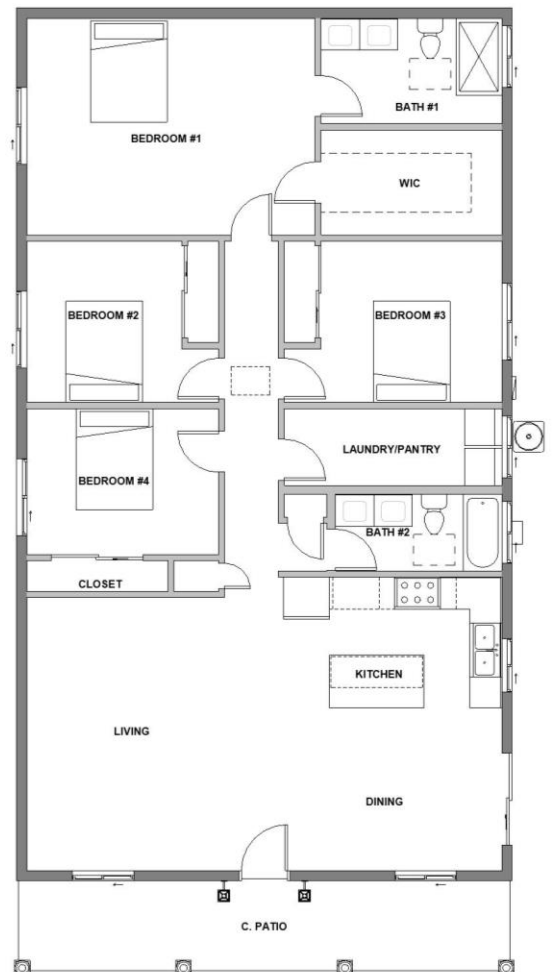 BATH #1
BEDROOM #1
WIC
BEDROOM #2
BEDROOM #3
LAUNDRY/PANTRY
BEDROOM #4
BATH #2
CLOSET
KITCHEN
LIVING
DINING
C. PATIO